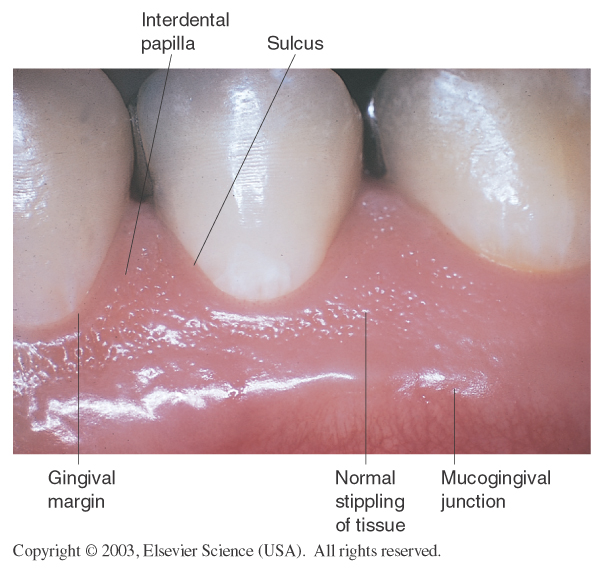 Interdental
papilla
Sulcus
Gingival
margin
Normal
stippling
of tissue
Mucogingival
junction
Copyright © 2003, Elsevier Science (USA). All rights reserved.